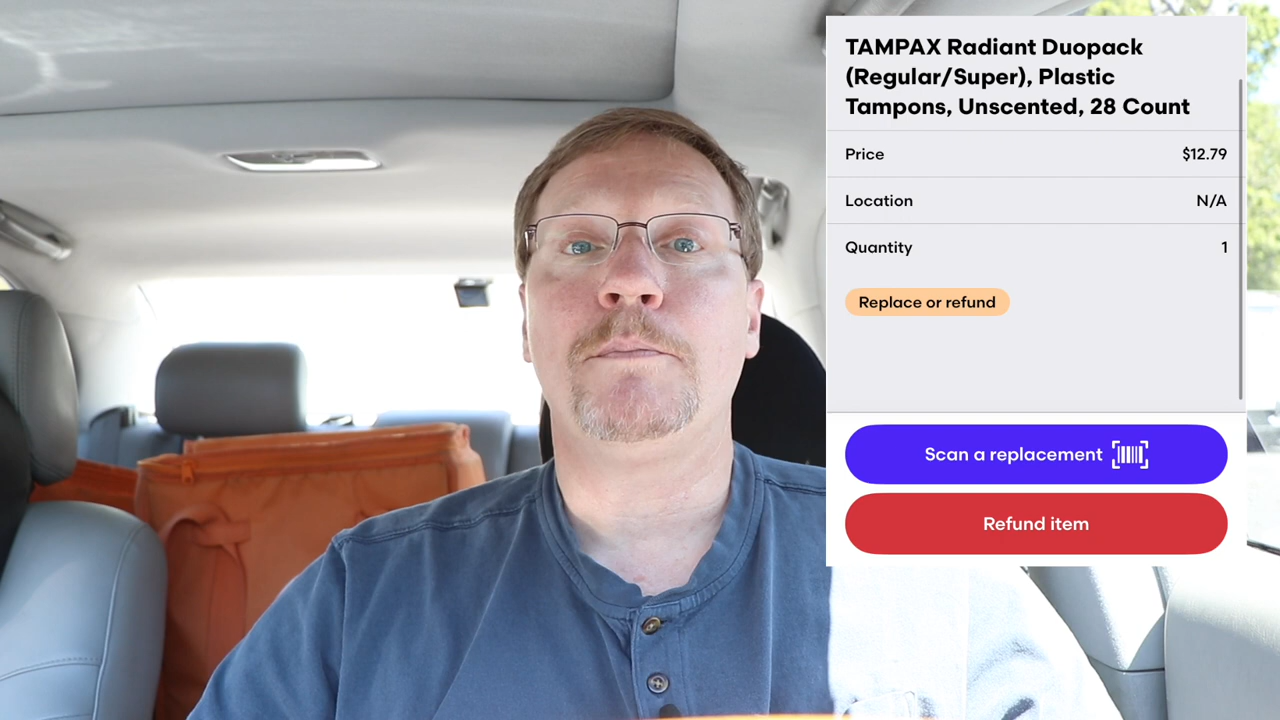 TAMPAX Radiant Duopack
(Regular/Super), Plastic
Tampons, Unscented, 28 Count
Price $12.79
Location N/A
Quantity 1
Replace or refund
Scan a replacement
Refund item